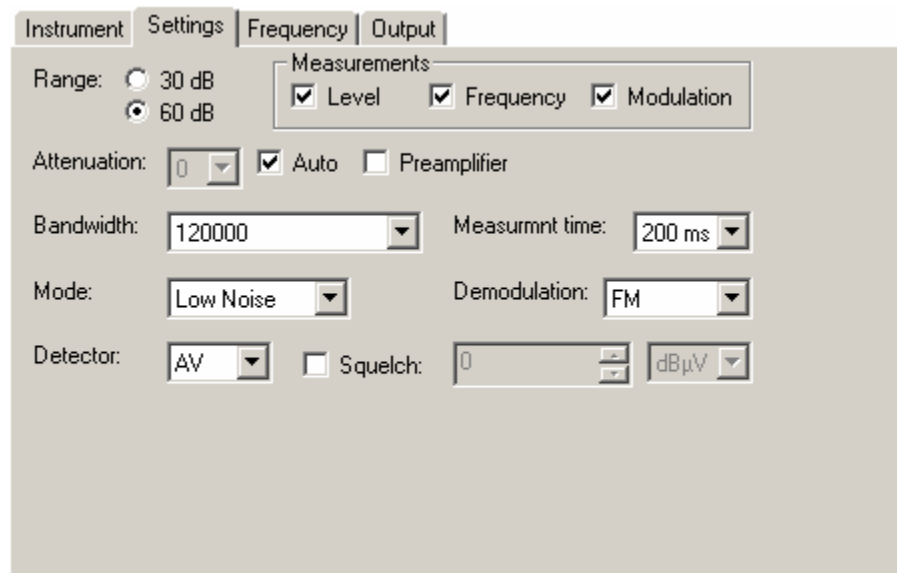 Instrument Settings Frequency Output
Range: 30 dB
60 dB
Measurements
Level Frequency Modulation
Attenuation: 0 Auto Preamplifier
Bandwidth: 120000 Measurmnt time: 200 ms
Mode: Low Noise Demodulation: FM
Detector: AV Squelch: 0 dBµV